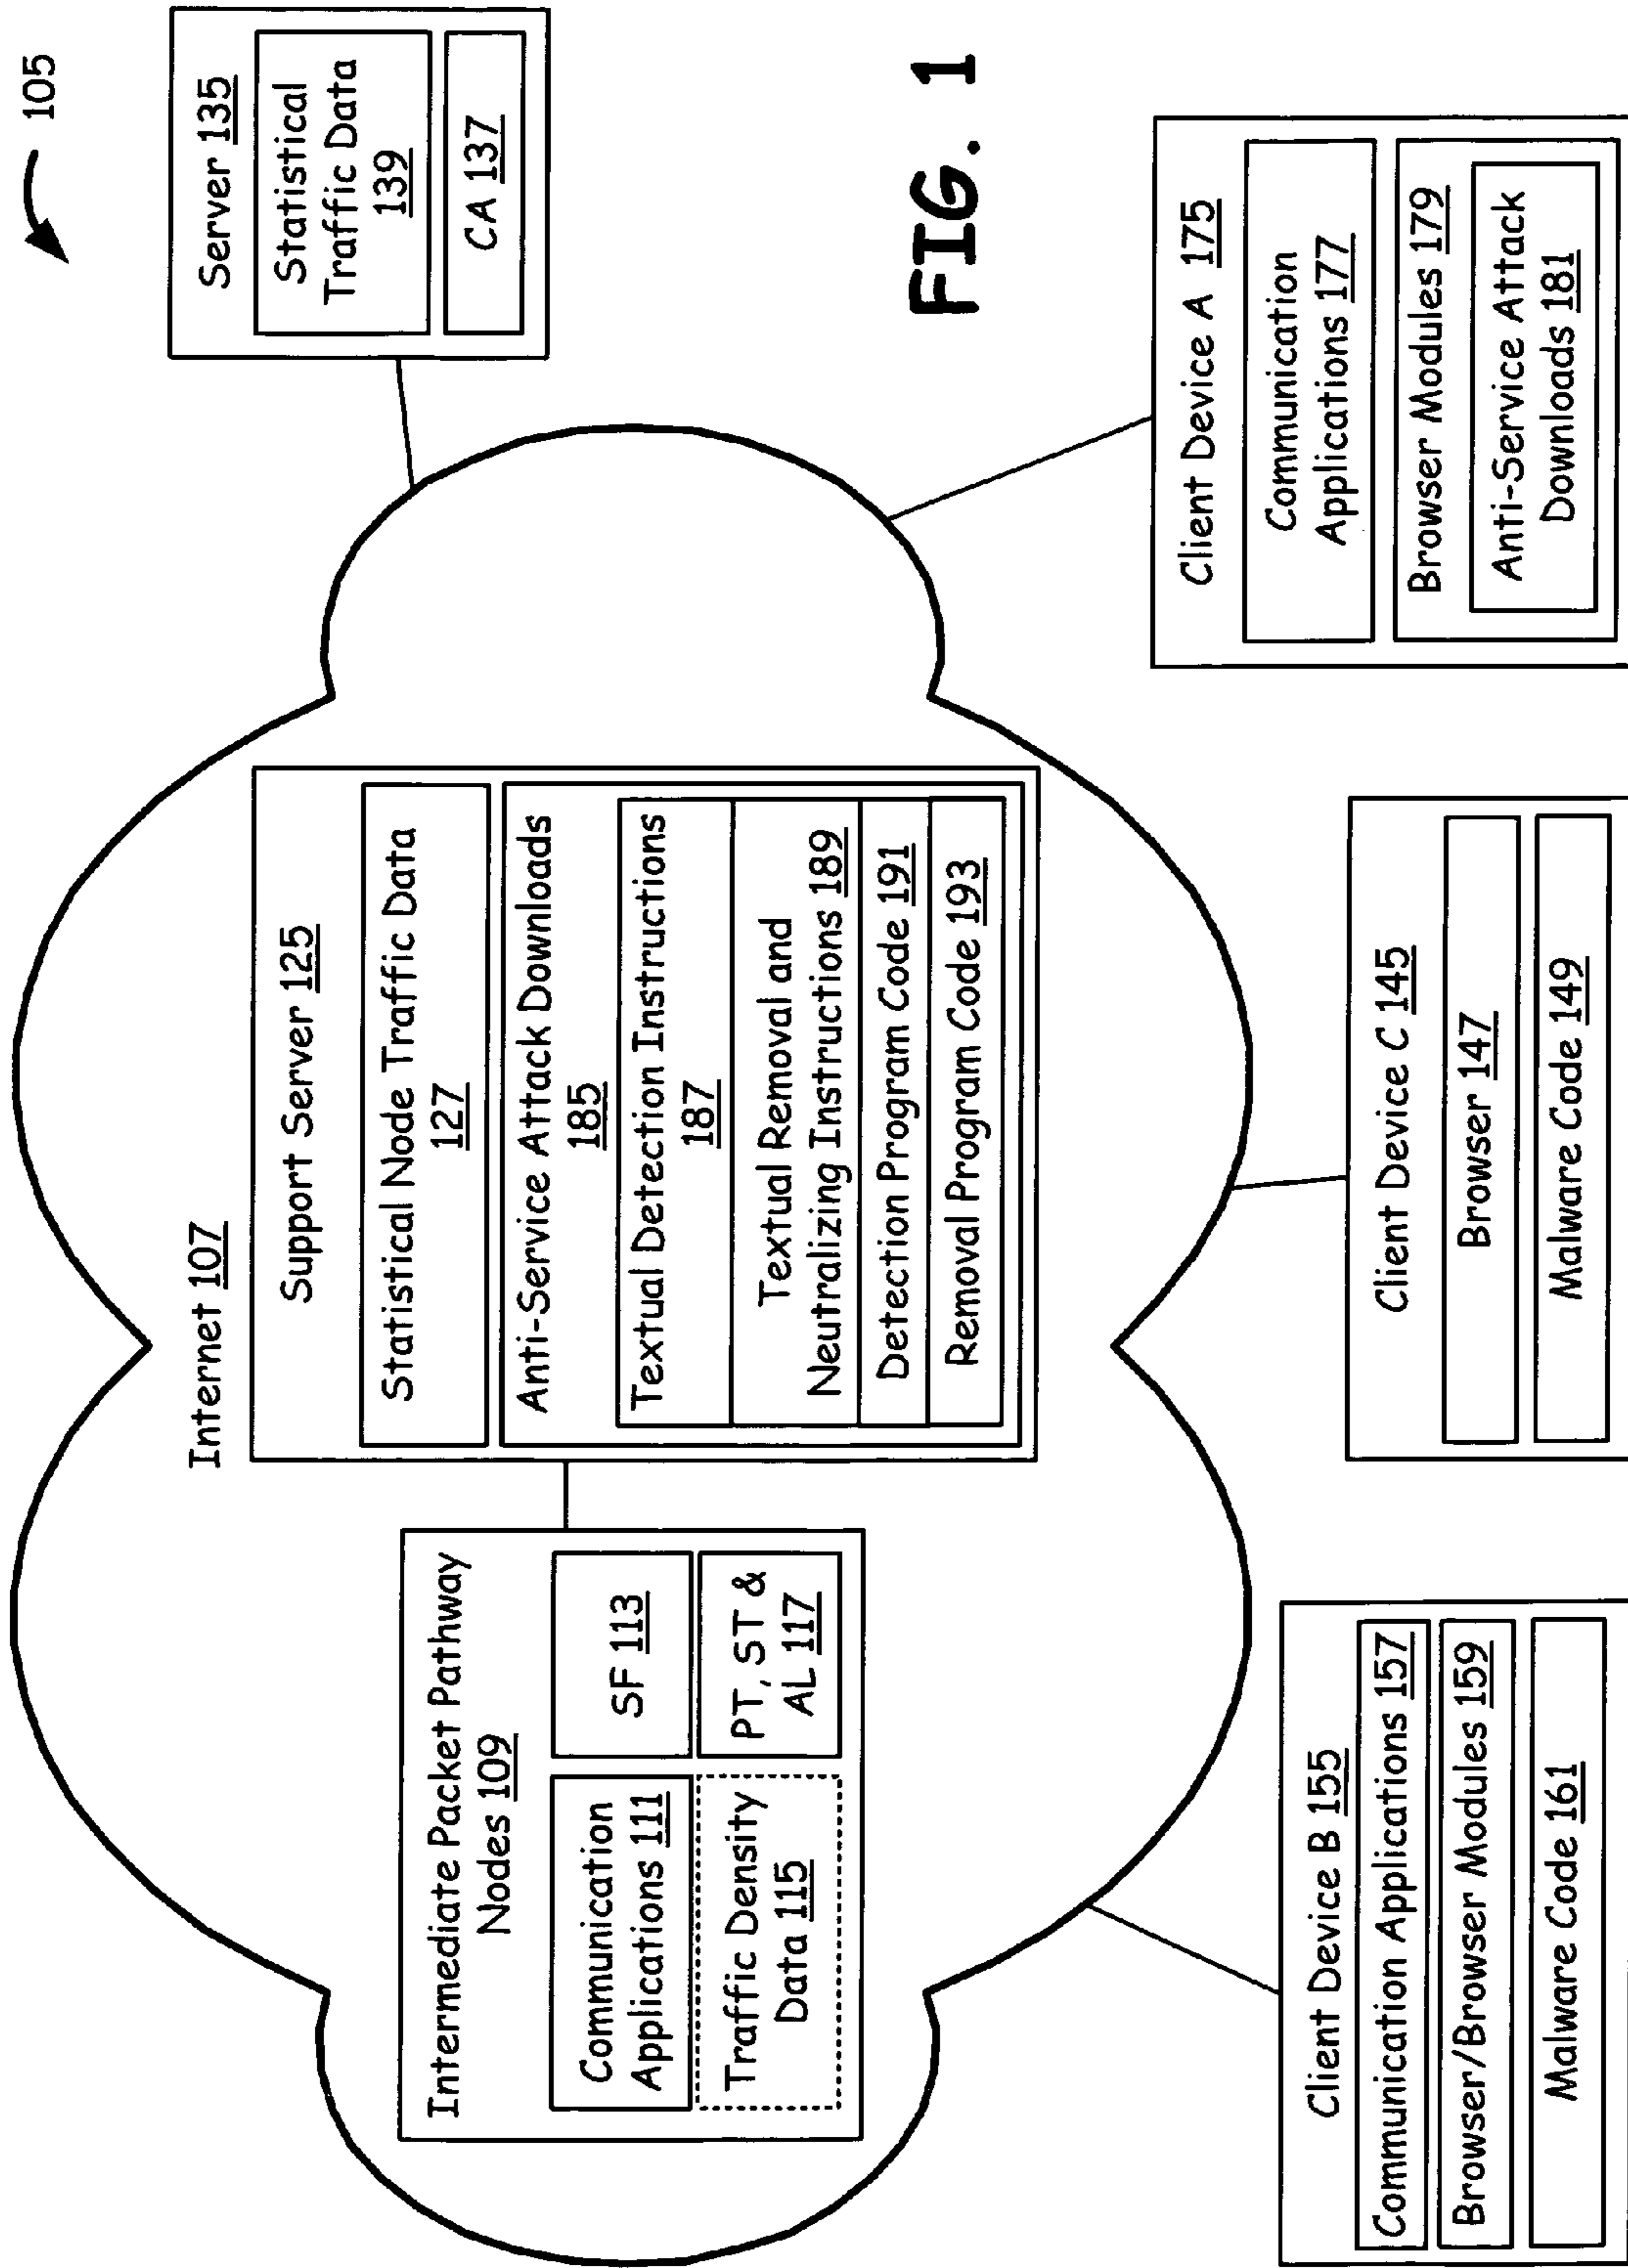 105
Internet 107
Intermediate Packet Pathway
Nodes 109
Communication
Applications 111
SF 113
Traffic Density
Data 115
PT, ST &
AL 117
Support Server 125
Statistical Node Traffic Data
127
Anti-Service Attack Downloads
185
Textual Detection Instructions
187
Textual Removal and
Neutralizing Instructions 189
Detection Program Code 191
Removal Program Code 193
Server 135
Statistical
Traffic Data
139
CA 137
FIG. 1
Client Device B 155
Communication Applications 157
Browser/Browser Modules 159
Malware Code 161
Client Device C 145
Browser 147
Malware Code 149
Client Device A 175
Communication
Applications 177
Browser Modules 179
Anti-Service Attack
Downloads 181